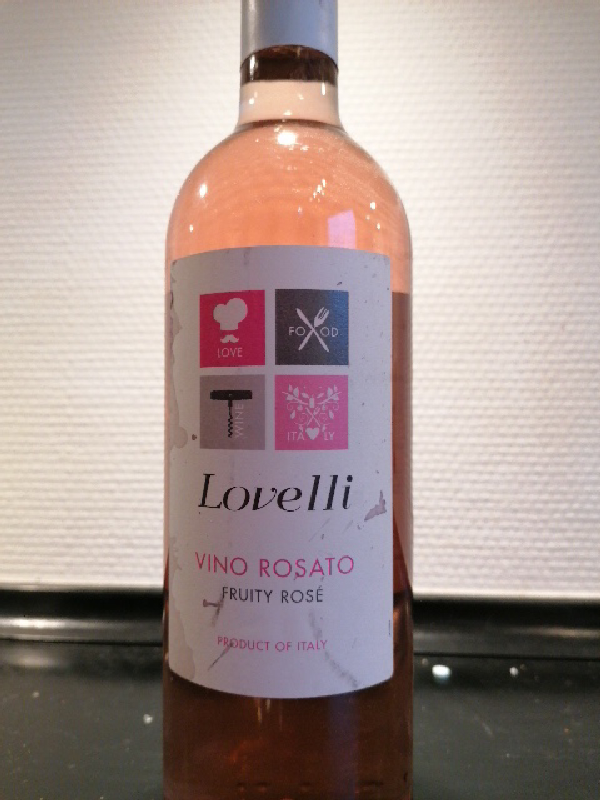 LOVE
FOOD
WINE
ITALY
Lovelli
VINO ROSATO
FRUITY ROSÉ
PRODUCT OF ITALY